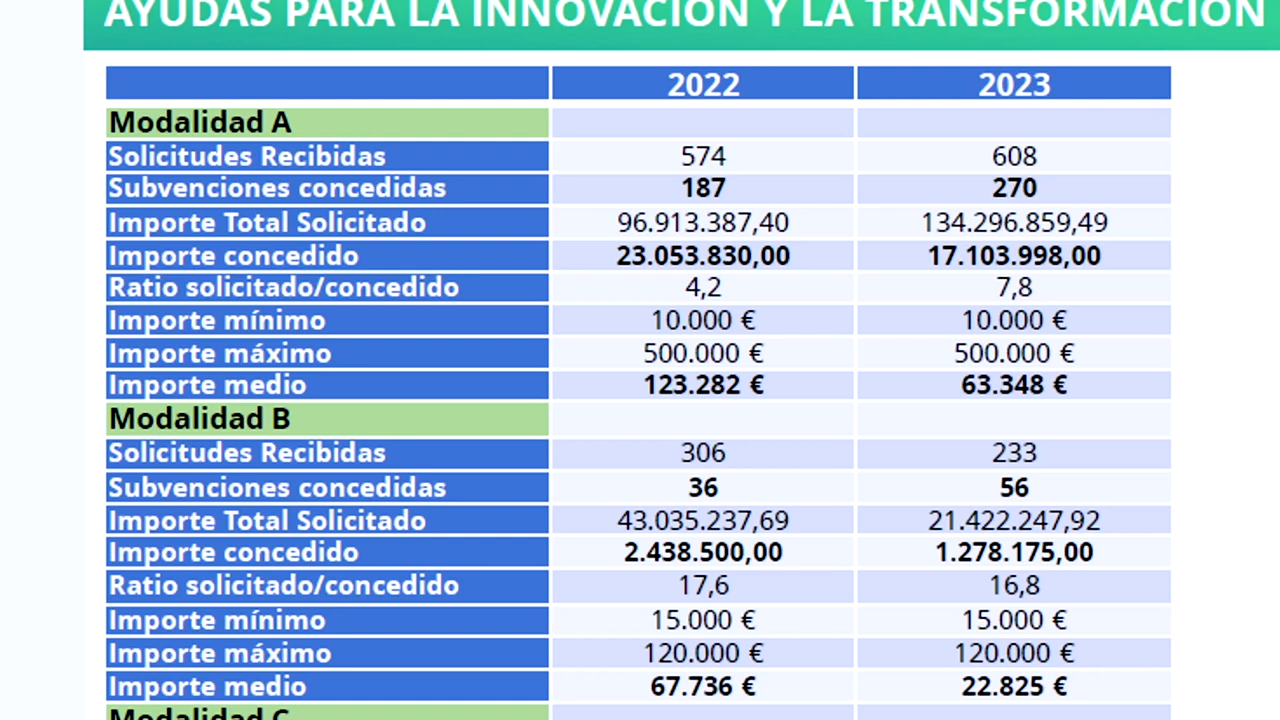 AYUDAS PARA LA INNOVACIÓN Y LA TRANSFORMACIÓN
2022 2023
Modalidad A
Solicitudes Recibidas 574 608
Subvenciones concedidas 187 270
Importe Total Solicitado 96.913.387,40 134.296.859,49
Importe concedido 23.053.830,00 17.103.998,00
Ratio solicitado/concedido 4,2 7,8
Importe mínimo 10.000 € 10.000 €
Importe máximo 500.000 € 500.000 €
Importe medio 123.282 € 63.348 €
Modalidad B
Solicitudes Recibidas 306 233
Subvenciones concedidas 36 56
Importe Total Solicitado 43.035.237,69 21.422.247,92
Importe concedido 2.438.500,00 1.278.175,00
Ratio solicitado/concedido 17,6 16,8
Importe mínimo 15.000 € 15.000 €
Importe máximo 120.000 € 120.000 €
Importe medio 67.736 € 22.825 €
Modalidad C